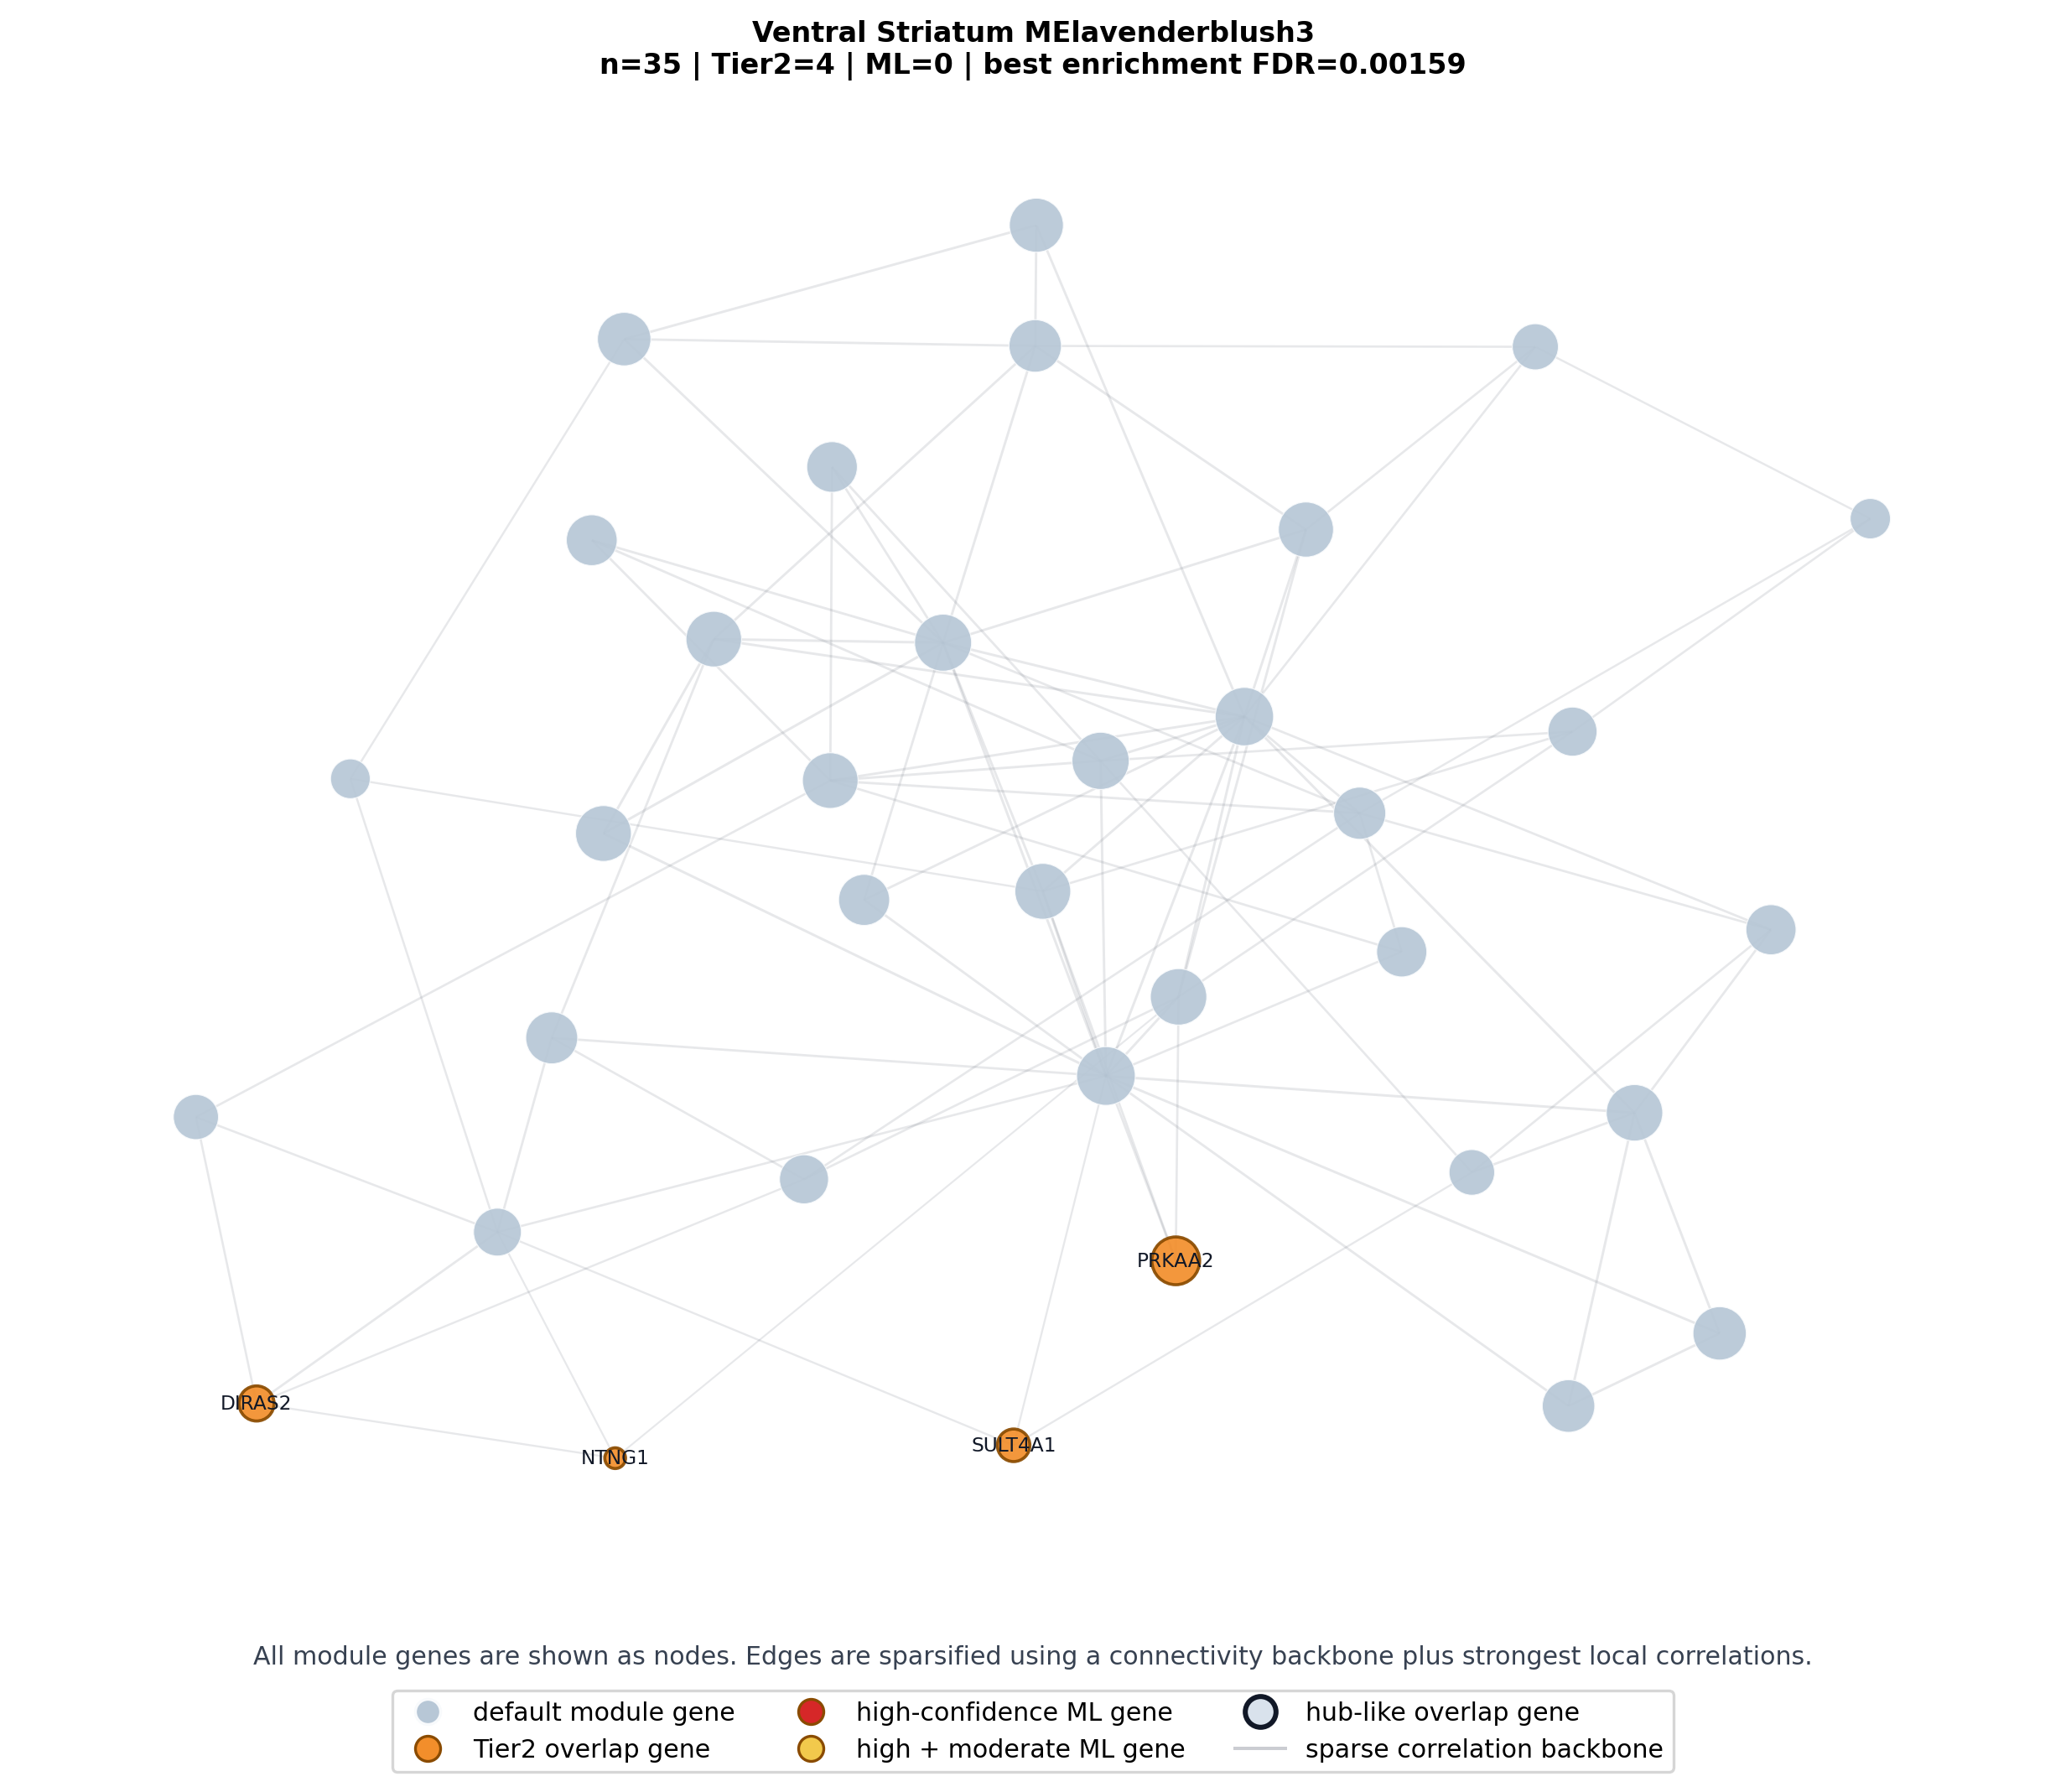 Ventral Striatum MElavenderblush3
n=35 | Tier2=4 | ML=0 | best enrichment FDR=0.00159
PRKAA2
DIRAS2
SULT4A1
NTNG1
All module genes are shown as nodes. Edges are sparsified using a connectivity backbone plus strongest local correlations.
default module gene
Tier2 overlap gene
high-confidence ML gene
high + moderate ML gene
hub-like overlap gene
sparse correlation backbone